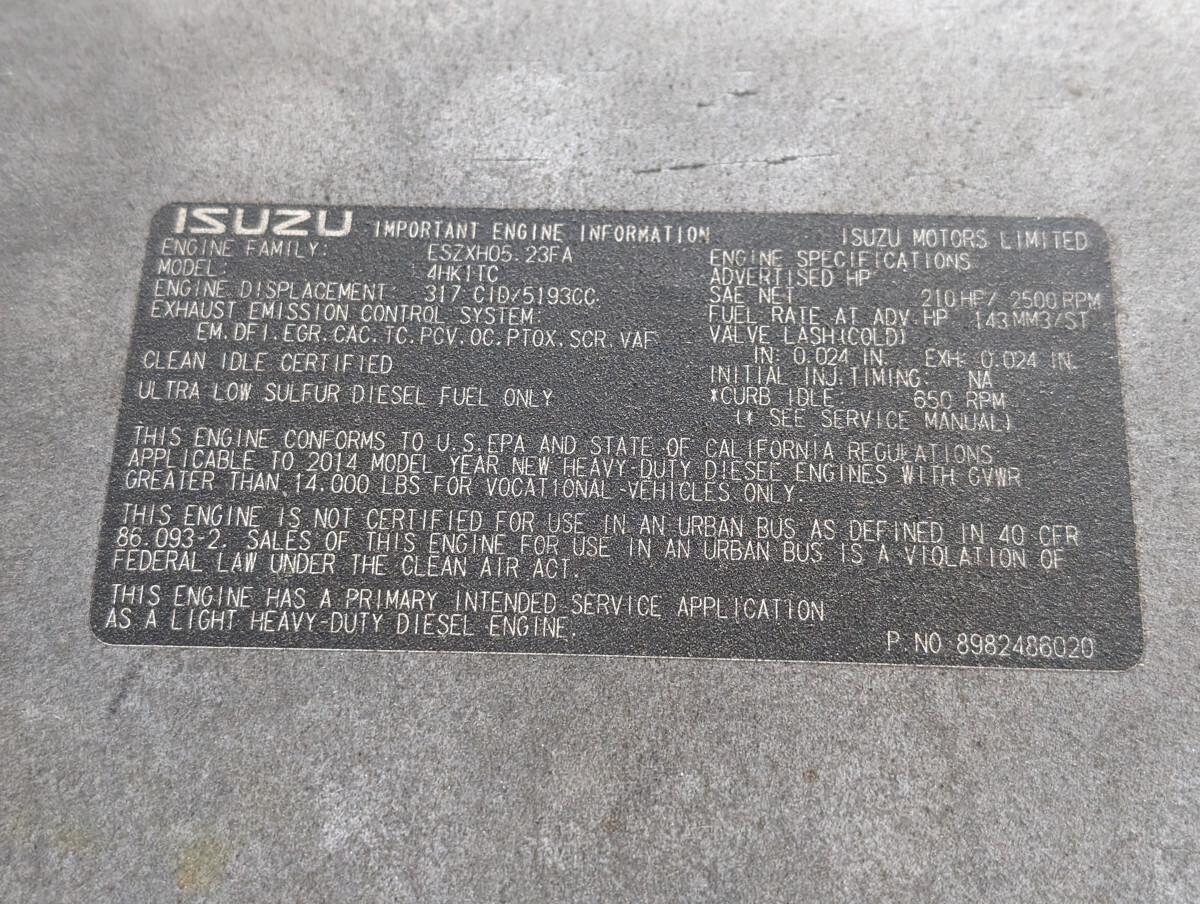 ISUZU IMPORTANT ENGINE INFORMATION ISUZU MOTORS LIMITED
ENGINE FAMILY: ESZXH05.23FA
MODEL: 4HK1TC
ENGINE DISPLACEMENT 317 CID/5193CC
EXHAUST EMISSION CONTROL SYSTEM:
EM.DFI.EGR.CAC.TC.PCV.OC.PTOX.SCR.VAF
CLEAN IDLE CERTIFIED
ULTRA LOW SULFUR DIESEL FUEL ONLY
ENGINE SPECIFICATIONS
ADVERTISED HP
SAE NET 210HP/2500RPM
FUEL RATE AT ADV.HP 143MM3/ST
VALVE LASH(COLD)
IN: 0.024 IN. EXH: 0.024 IN.
INITIAL INJ.TIMING: NA
*CURB IDLE: 650 RPM
(* SEE SERVICE MANUAL)
THIS ENGINE CONFORMS TO U.S.EPA AND STATE OF CALIFORNIA REGULATIONS
APPLICABLE TO 2014 MODEL YEAR NEW HEAVY-DUTY DIESEL ENGINES WITH GVWR
GREATER THAN 14.000 LBS FOR VOCATIONAL-VEHICLES ONLY.
THIS ENGINE IS NOT CERTIFIED FOR USE IN AN URBAN BUS AS DEFINED IN 40 CFR
86.093-2. SALES OF THIS ENGINE FOR USE IN AN URBAN BUS IS A VIOLATION OF
FEDERAL LAW UNDER THE CLEAN AIR ACT.
THIS ENGINE HAS A PRIMARY INTENDED SERVICE APPLICATION
AS A LIGHT HEAVY-DUTY DIESEL ENGINE.
P.NO 8982486020